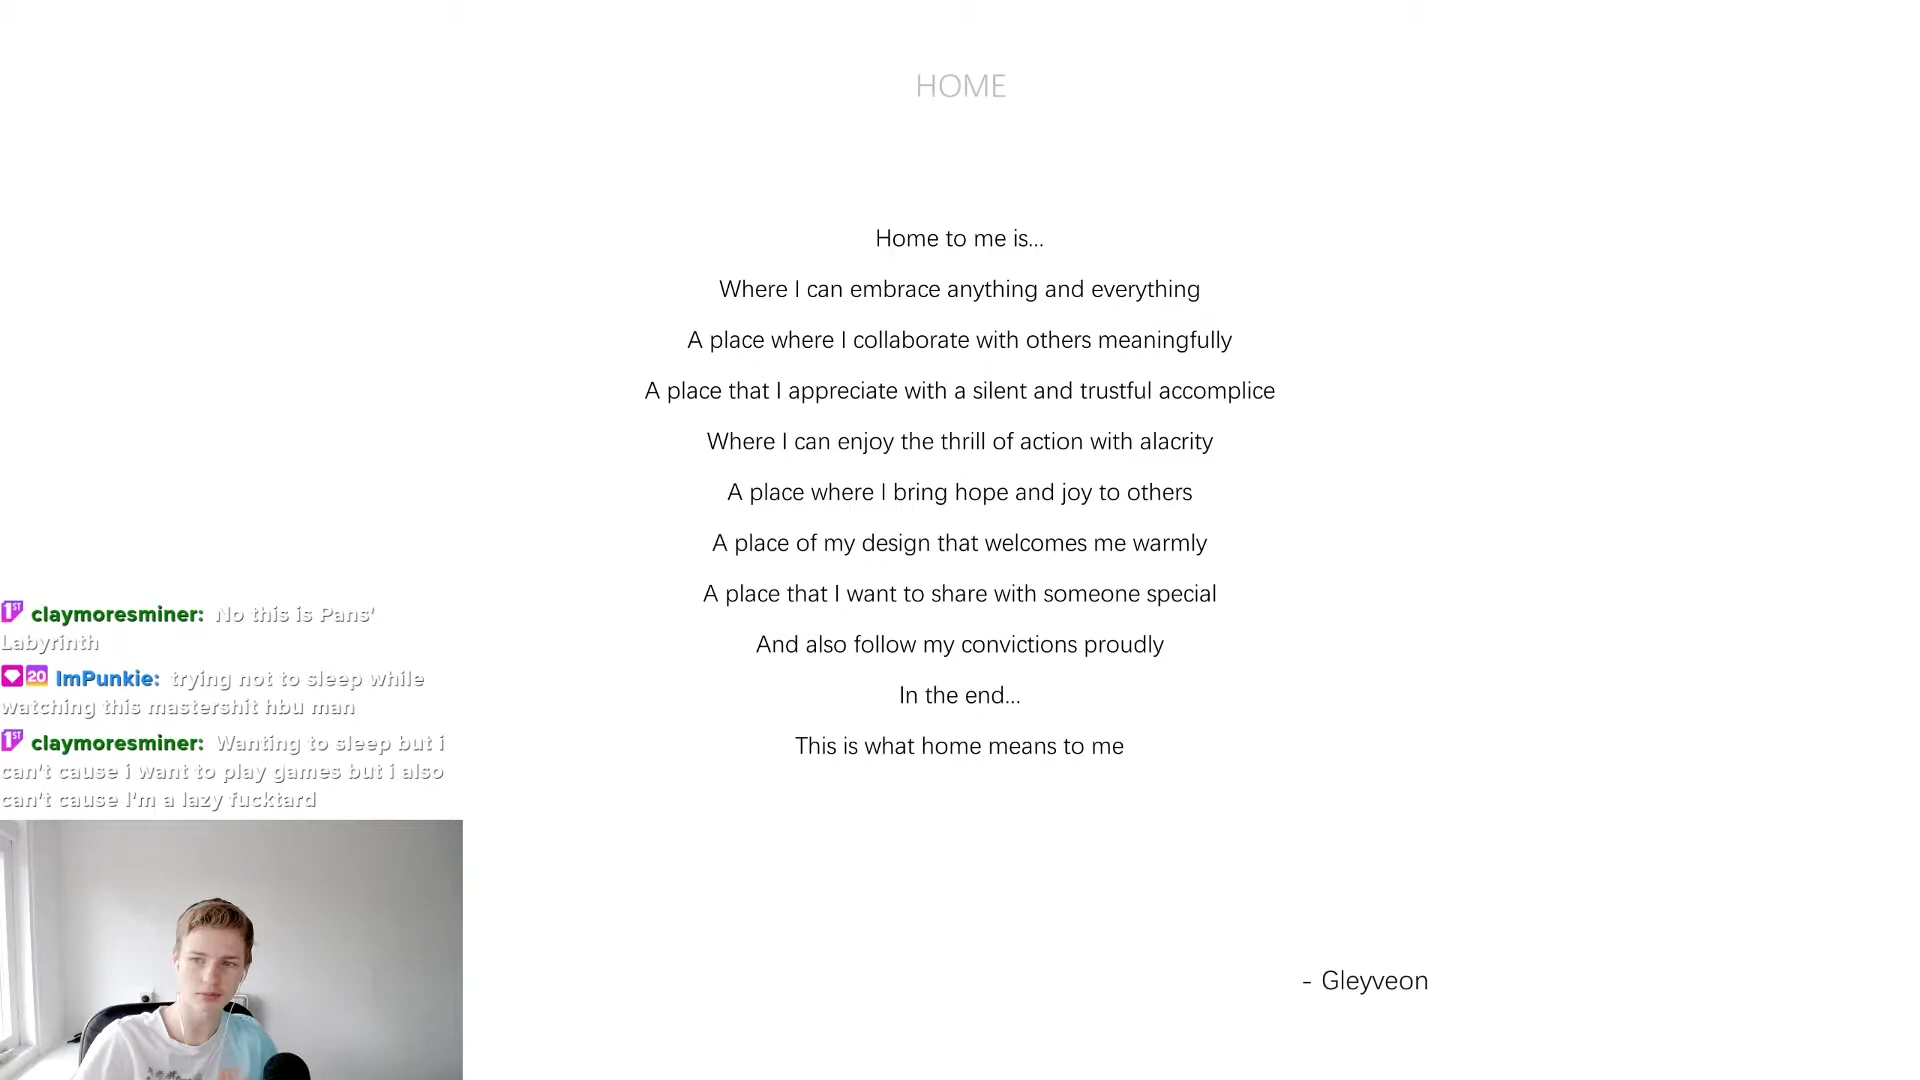 HOME
Home to me is...
Where I can embrace anything and everything
A place where I collaborate with others meaningfully
A place that I appreciate with a silent and trustful accomplice
Where I can enjoy the thrill of action with alacrity
A place where I bring hope and joy to others
A place of my design that welcomes me warmly
A place that I want to share with someone special
And also follow my convictions proudly
In the end...
This is what home means to me
- Gleyveon
1ST claymoresminer: No this is Pans'
Labyrinth
20 ImPunkie: trying not to sleep while
watching this mastershit hbu man
1ST claymoresminer: Wanting to sleep but i
can't cause i want to play games but i also
can't cause I'm a lazy fucktard